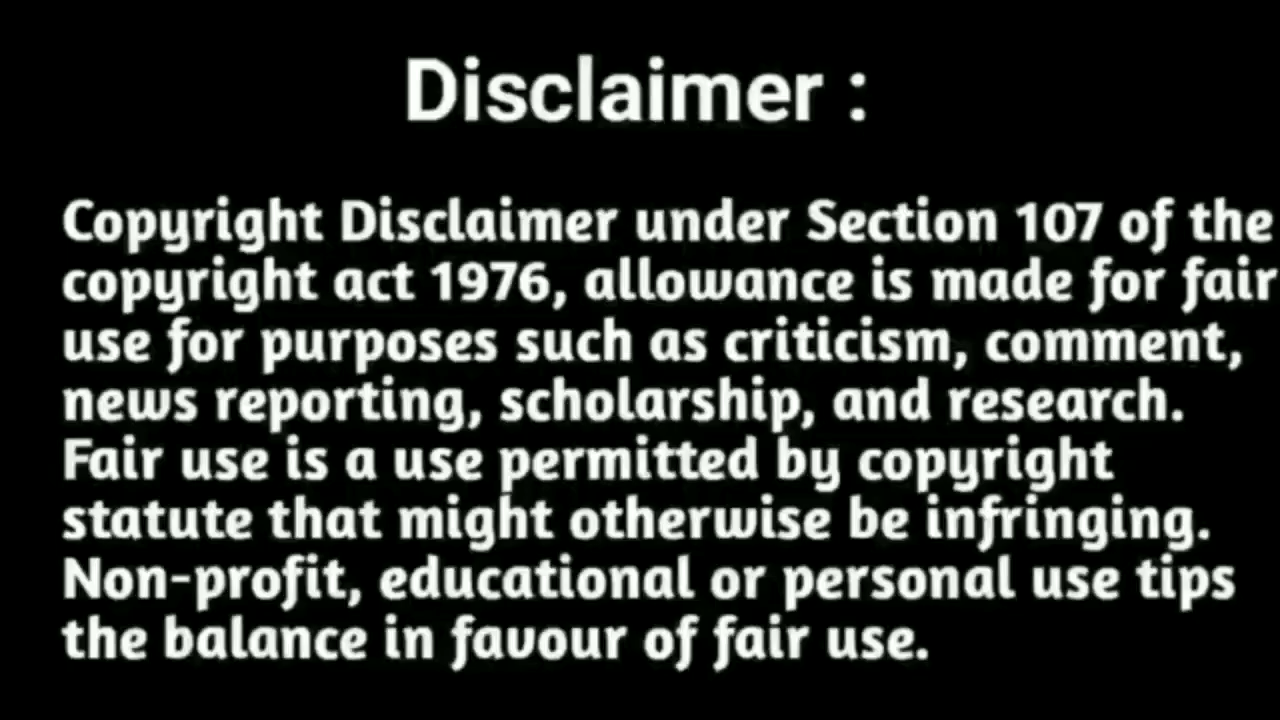 Disclaimer :
Copyright Disclaimer under Section 107 of the
copyright act 1976, allowance is made for fair
use for purposes such as criticism, comment,
news reporting, scholarship, and research.
Fair use is a use permitted by copyright
statute that might otherwise be infringing.
Non-profit, educational or personal use tips
the balance in favour of fair use.